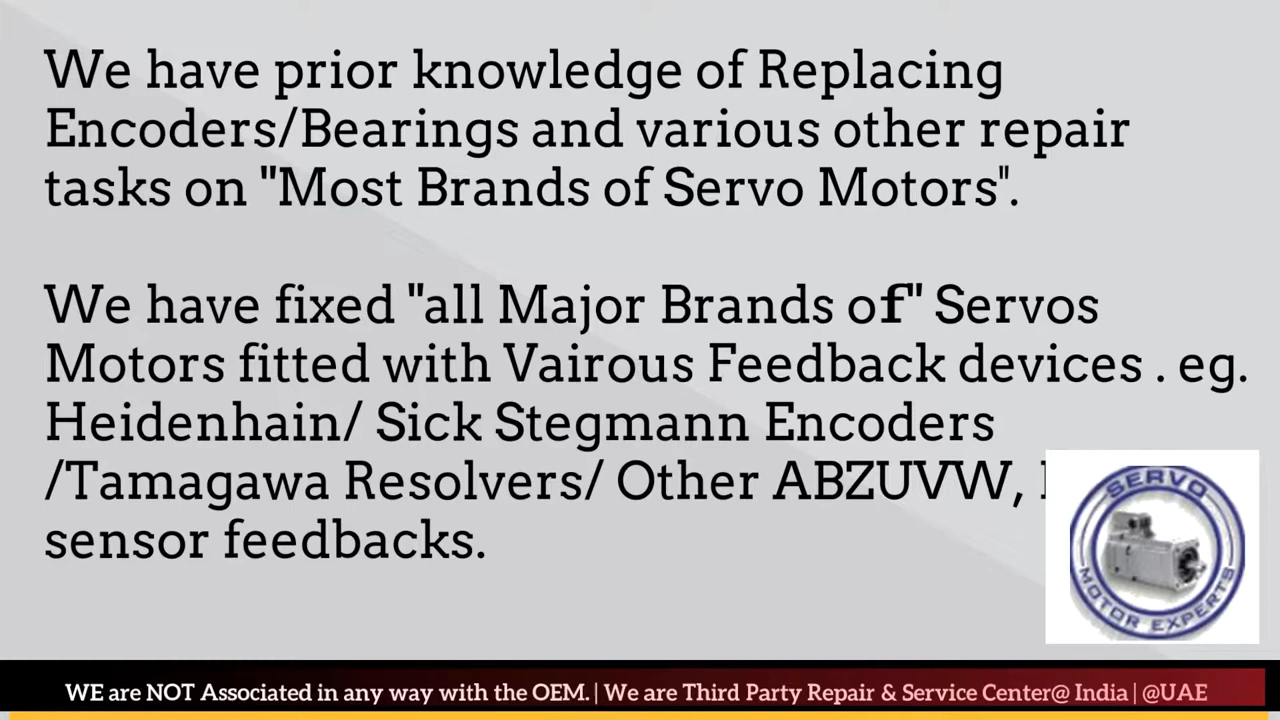 We have prior knowledge of Replacing
Encoders/Bearings and various other repair
tasks on "Most Brands of Servo Motors".
We have fixed "all Major Brands of" Servos
Motors fitted with Vairous Feedback devices . eg.
Heidenhain/ Sick Stegmann Encoders
/Tamagawa Resolvers/ Other ABZUVW,
sensor feedbacks.
SERVO
MOTOR EXPERTS
WE are NOT Associated in any way with the OEM. | We are Third Party Repair & Service Center@ India | @UAE